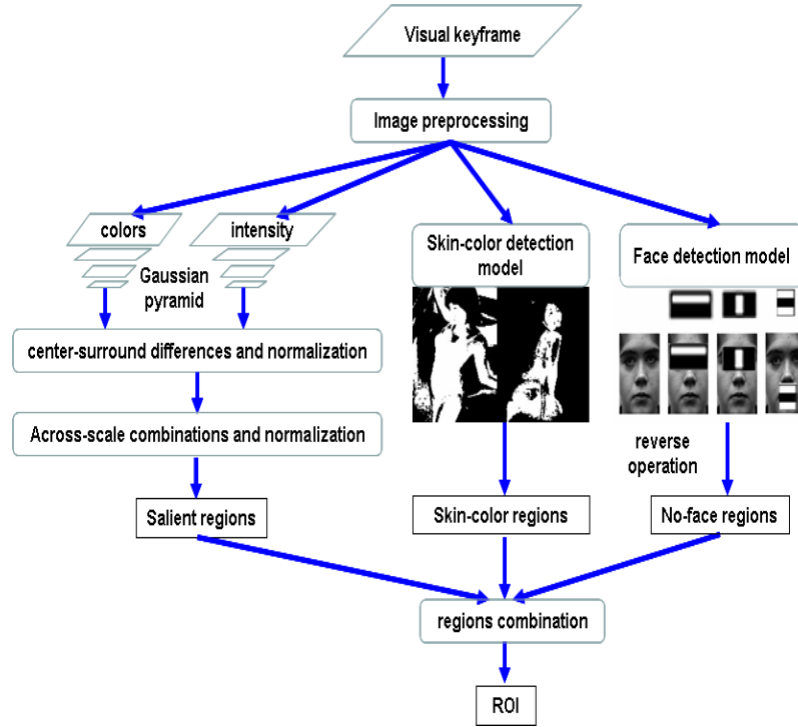 Visual keyframe
Image preprocessing
colors
intensity
Gaussian
pyramid
Skin-color detection
model
Face detection model
center-surround differences and normalization
Across-scale combinations and normalization
reverse
operation
Salient regions
Skin-color regions
No-face regions
regions combination
ROI